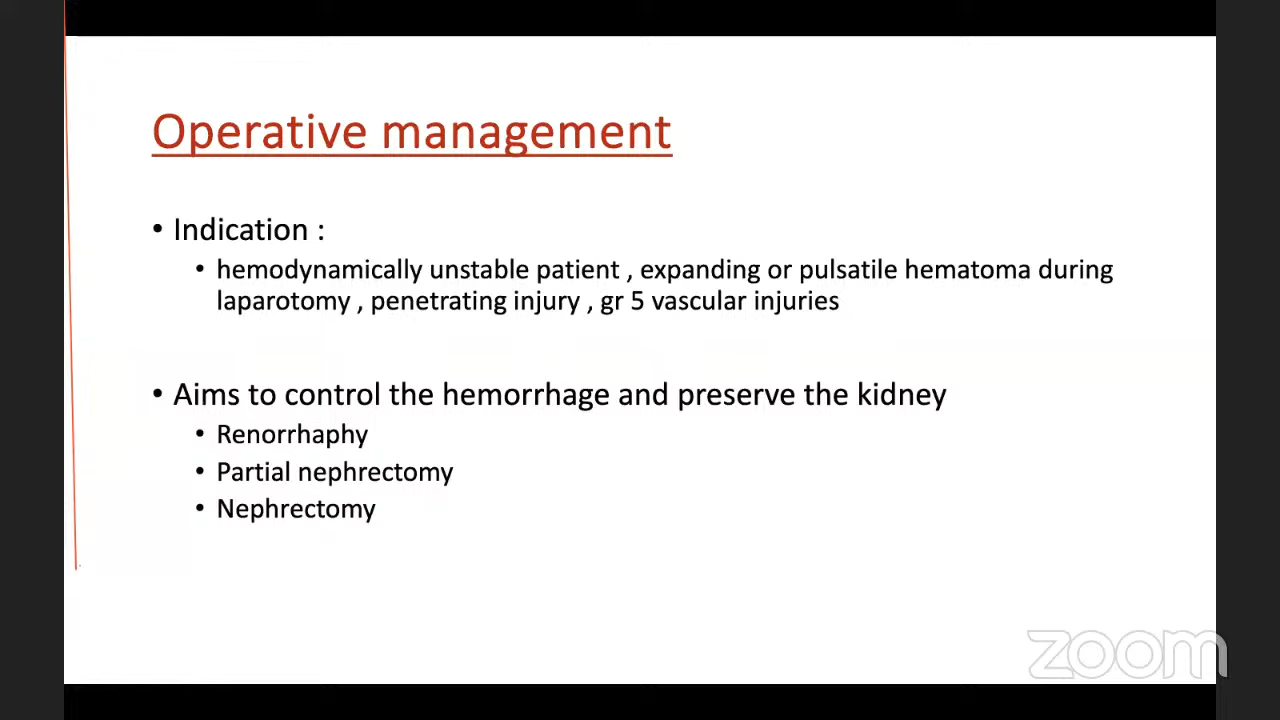 Operative management
• Indication :
• hemodynamically unstable patient , expanding or pulsatile hematoma during
laparotomy , penetrating injury , gr 5 vascular injuries
• Aims to control the hemorrhage and preserve the kidney
• Renorrhaphy
• Partial nephrectomy
• Nephrectomy
zoom